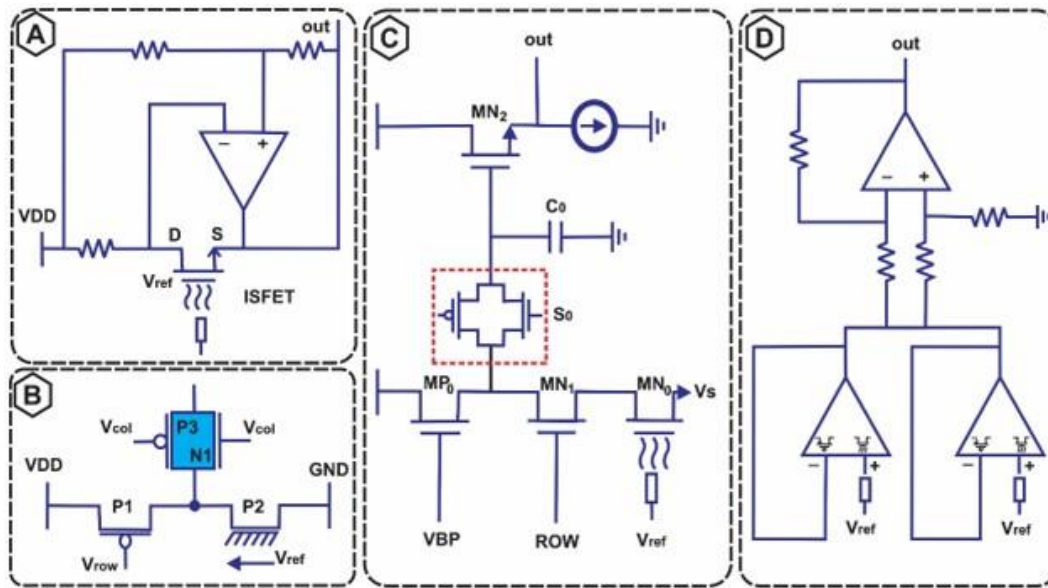 A
out
− +
VDD
D S
Vref
ISFET
B
Vcol P3 Vcol
N1
VDD GND
P1 P2
Vrow Vref
C
out
MN2
C0
S0
MP0 MN1 MN0 Vs
VBP ROW Vref
D
out
− +
− + − +
Vref Vref